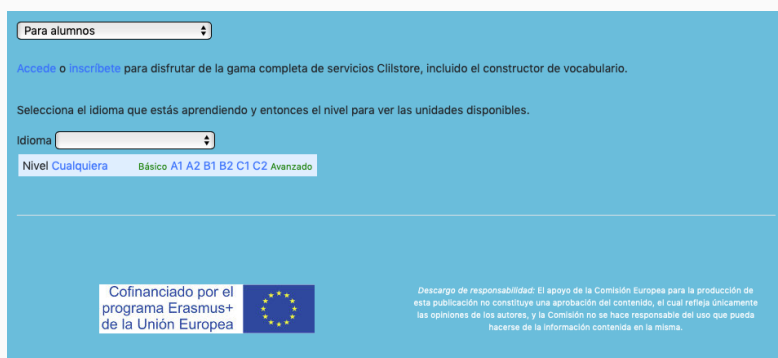 Para alumnos
Accede o inscríbete para disfrutar de la gama completa de servicios Clilstore, incluido el constructor de vocabulario.
Selecciona el idioma que estás aprendiendo y entonces el nivel para ver las unidades disponibles.
Idioma
Nivel Cualquiera Básico A1 A2 B1 B2 C1 C2 Avanzado
Cofinanciado por el
programa Erasmus+
de la Unión Europea
Descargo de responsabilidad: El apoyo de la Comisión Europea para la producción de
esta publicación no constituye una aprobación del contenido, el cual refleja únicamente
las opiniones de los autores, y la Comisión no se hace responsable del uso que pueda
hacerse de la información contenida en la misma.